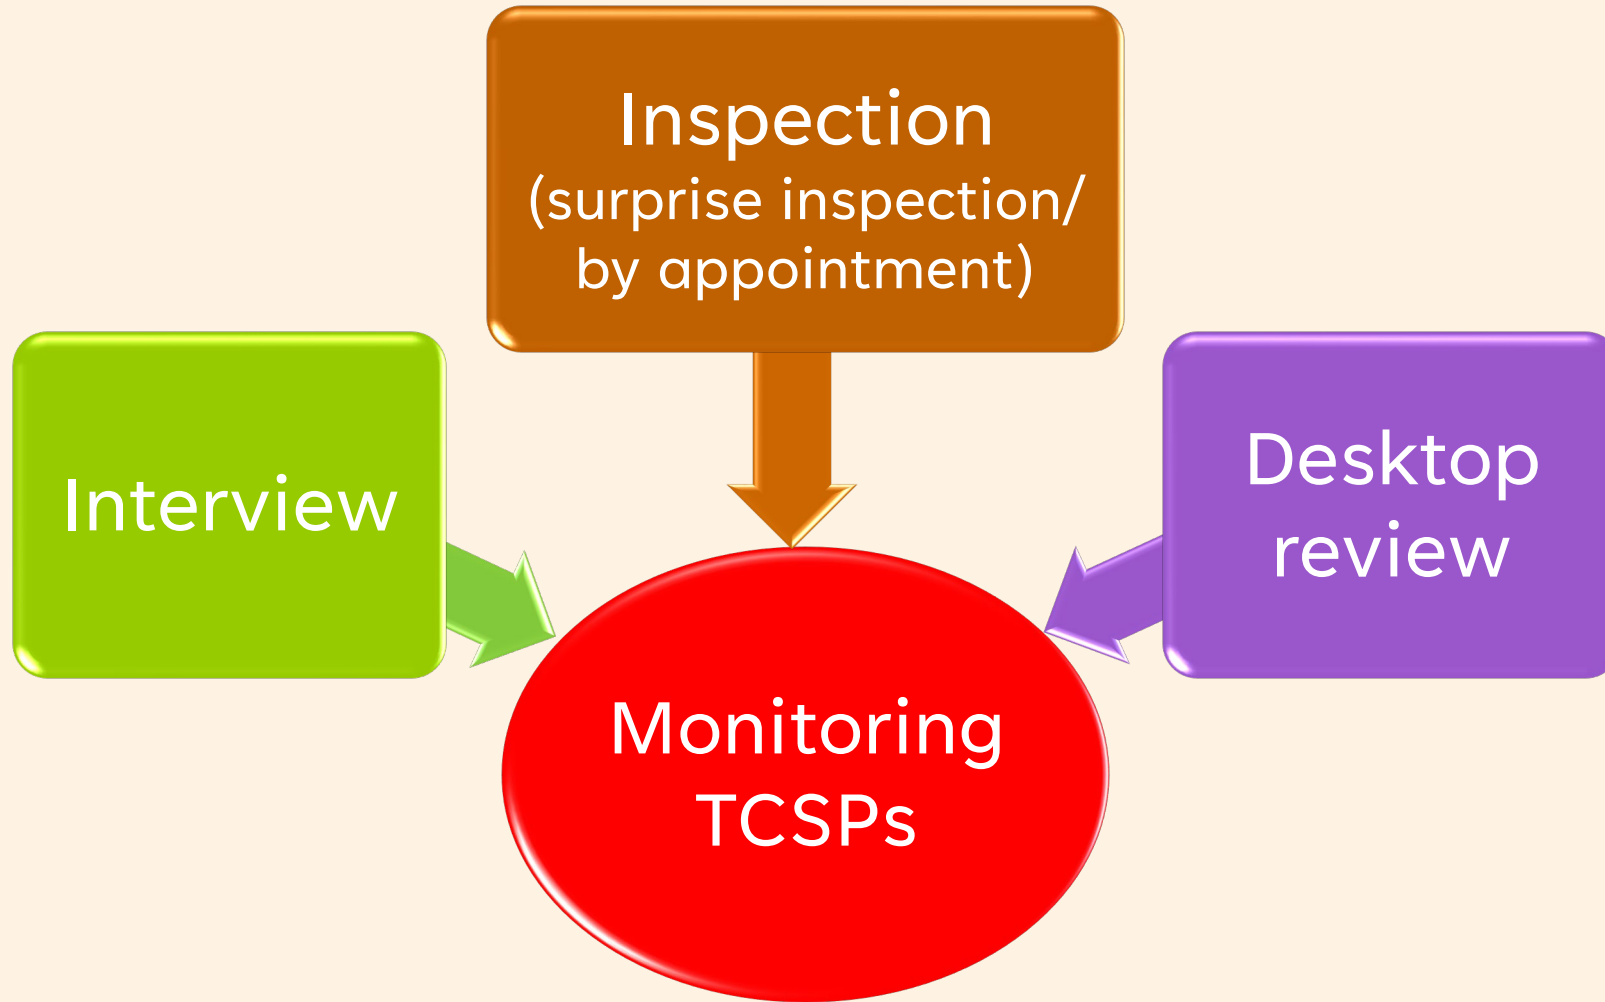 Inspection
(surprise inspection/
by appointment)
Interview
Desktop
review
Monitoring
TCSPs